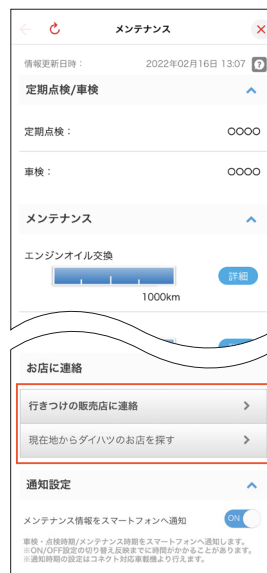 メンテナンス
情報更新日時： 2022年02月16日 13:07 ?
定期点検/車検
定期点検： 0000
車検： 0000
メンテナンス
エンジンオイル交換
詳細
1000km
お店に連絡
行きつけの販売店に連絡
現在地からダイハツのお店を探す
通知設定
メンテナンス情報をスマートフォンへ通知 ON
車検・点検時期/メンテナンス時期をスマートフォンへ通知します。
※ON/OFF設定の切り替え反映までに時間がかかることがあります。
※通知時期の設定はコネクト対応車載機より行えます。